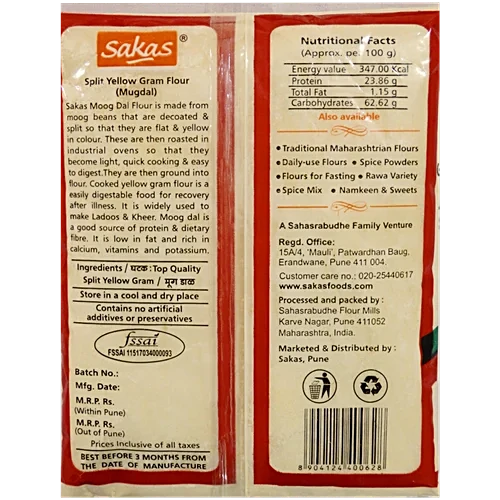 Sakas ®
Split Yellow Gram Flour
(Mugdal)
Sakas Moog Dal Flour is made from
moog beans that are decoated &
split so that they are flat & yellow
in colour. These are then roasted in
industrial ovens so that they
become light, quick cooking & easy
to digest.They are then ground into
flour. Cooked yellow gram flour is a
easily digestable food for recovery
after illness. It is widely used to
make Ladoos & Kheer. Moog dal is
a good source of protein & dietary
fibre. It is low in fat and rich in
calcium, vitamins and potassium.
Ingredients / घटक : Top Quality
Split Yellow Gram / मूग डाळ
Store in a cool and dry place
Contains no artificial
additives or preservatives
fssai
FSSAI 11517034000093
Batch No.:
Mfg. Date:
M.R.P. Rs.
(Within Pune)
M.R.P. Rs.
(Out of Pune)
Prices Inclusive of all taxes
BEST BEFORE 3 MONTHS FROM
THE DATE OF MANUFACTURE
Nutritional Facts
(Approx. per 100 g)
Energy value 347.00 Kcal
Protein 23.86 g
Total Fat 1.15 g
Carbohydrates 62.62 g
Also available
• Traditional Maharashtrian Flours
• Daily-use Flours • Spice Powders
• Flours for Fasting • Rawa Variety
• Spice Mix • Namkeen & Sweets
A Sahasrabudhe Family Venture
Regd. Office:
15A/4, 'Mauli', Patwardhan Baug,
Erandwane, Pune 411 004.
Customer care no.: 020-25440617
www.sakasfoods.com
Processed and packed by :
Sahasrabudhe Flour Mills
Karve Nagar, Pune 411052
Maharashtra, India.
Marketed & Distributed by :
Sakas, Pune
8 904124 400628